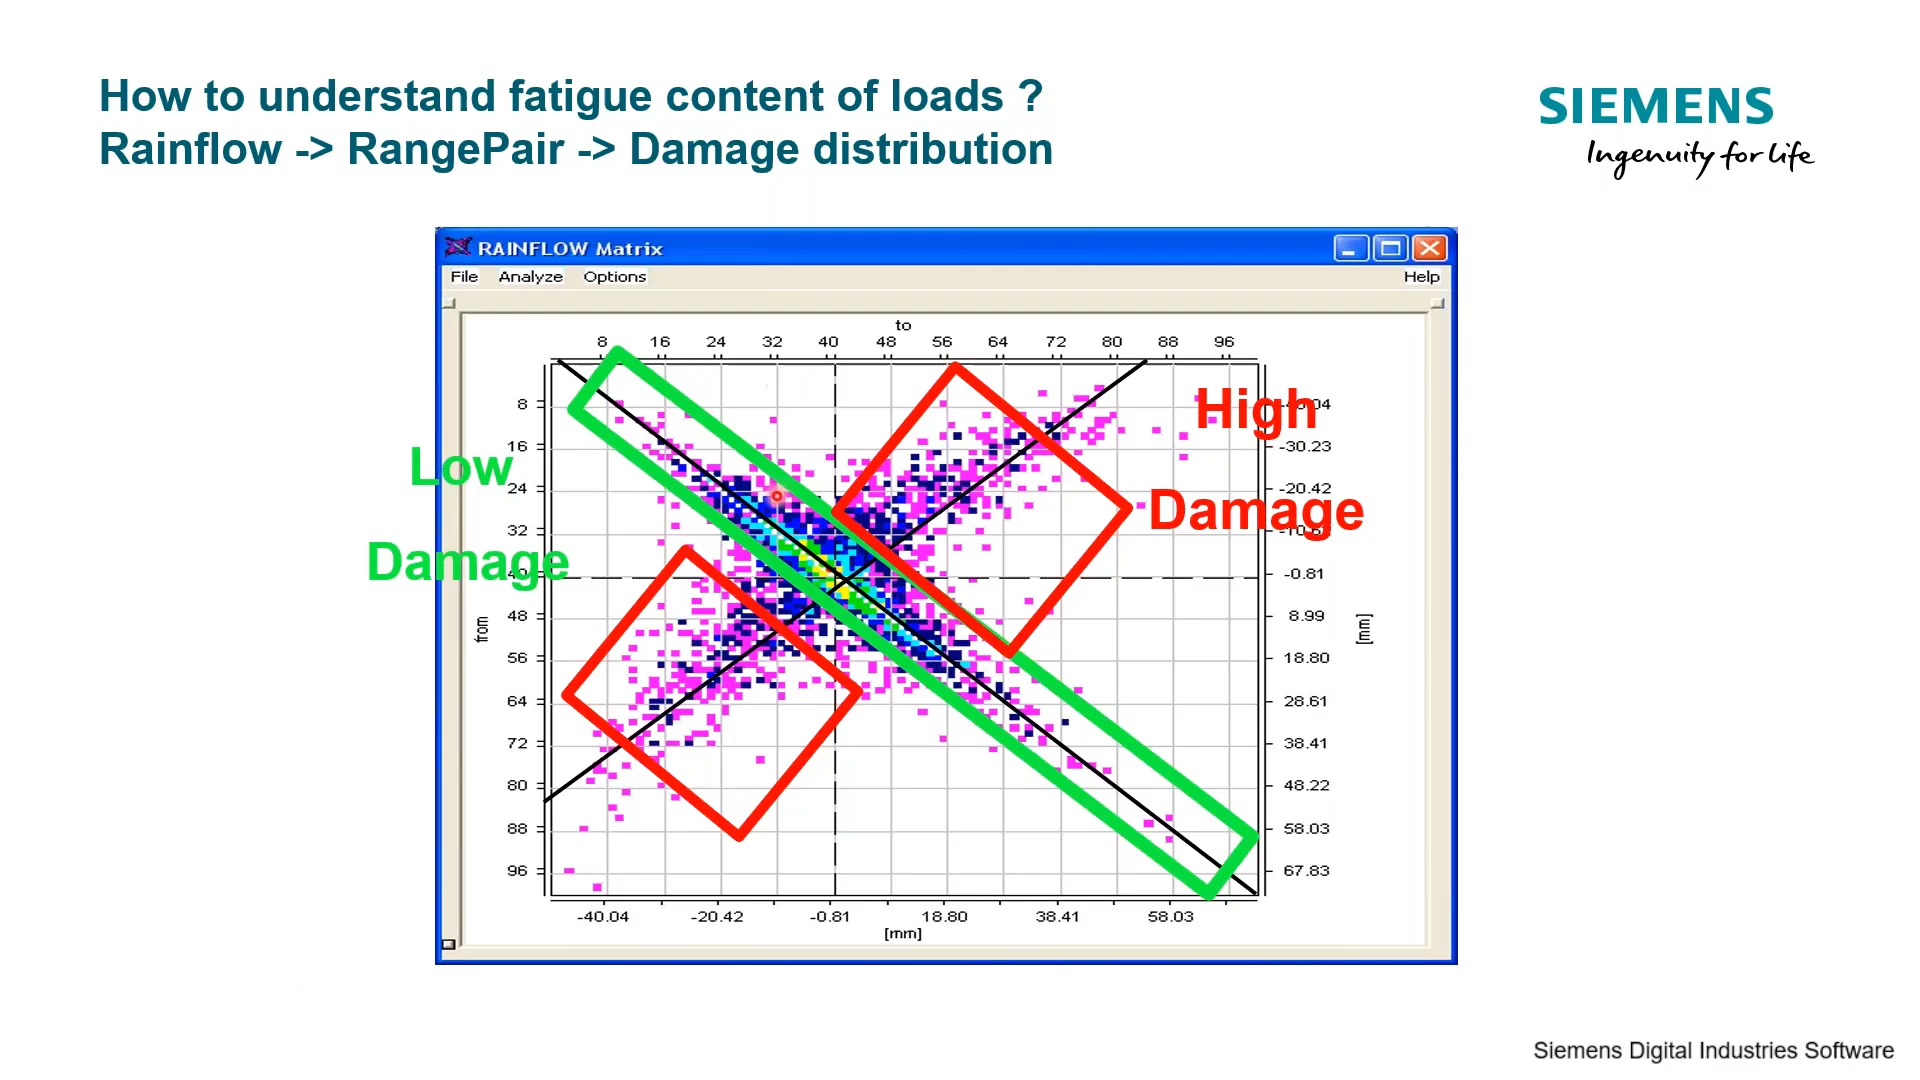 How to understand fatigue content of loads ?
Rainflow -> RangePair -> Damage distribution
SIEMENS
Ingenuity for life
RAINFLOW Matrix
File Analyze Options Help
to
8 16 24 32 40 48 56 64 72 80 88 96
8
16
24
32
48
56
64
72
80
88
96
from
High
Damage
Low
Damage
-30.23
-20.42
-0.81
8.99
18.80
28.61
38.41
48.22
58.03
67.83
[mm]
-40.04 -20.42 -0.81 18.80 38.41 58.03
[mm]
Siemens Digital Industries Software